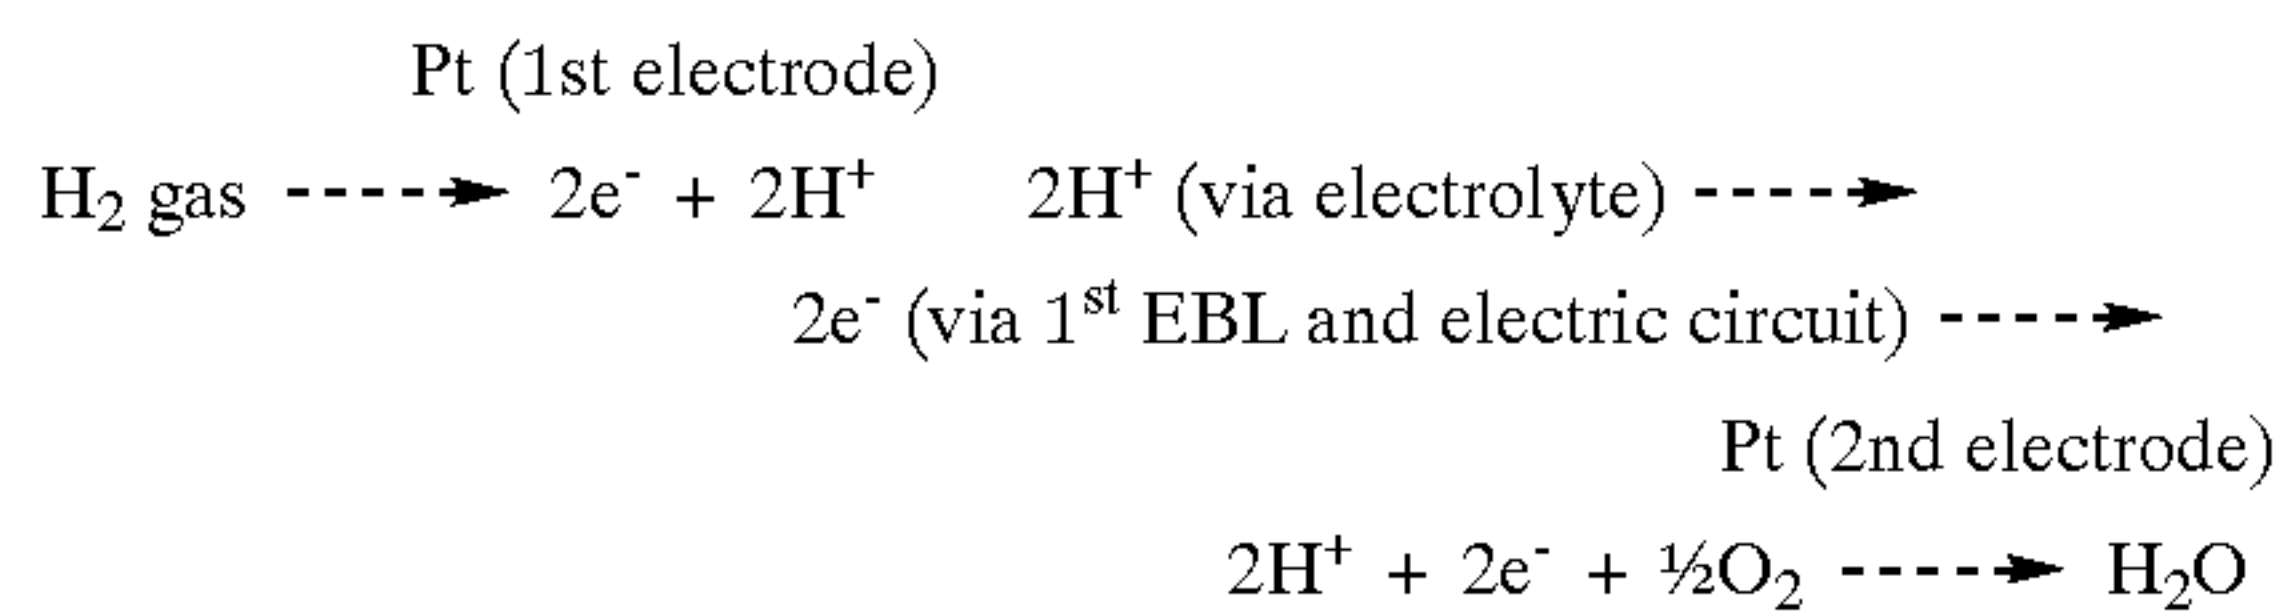 Pt (1st electrode)
H₂ gas ----➤ 2e⁻ + 2H⁺ 2H⁺ (via electrolyte) ----➤
2e⁻ (via 1ˢᵗ EBL and electric circuit) ----➤
Pt (2nd electrode)
2H⁺ + 2e⁻ + ½O₂ ----➤ H₂O